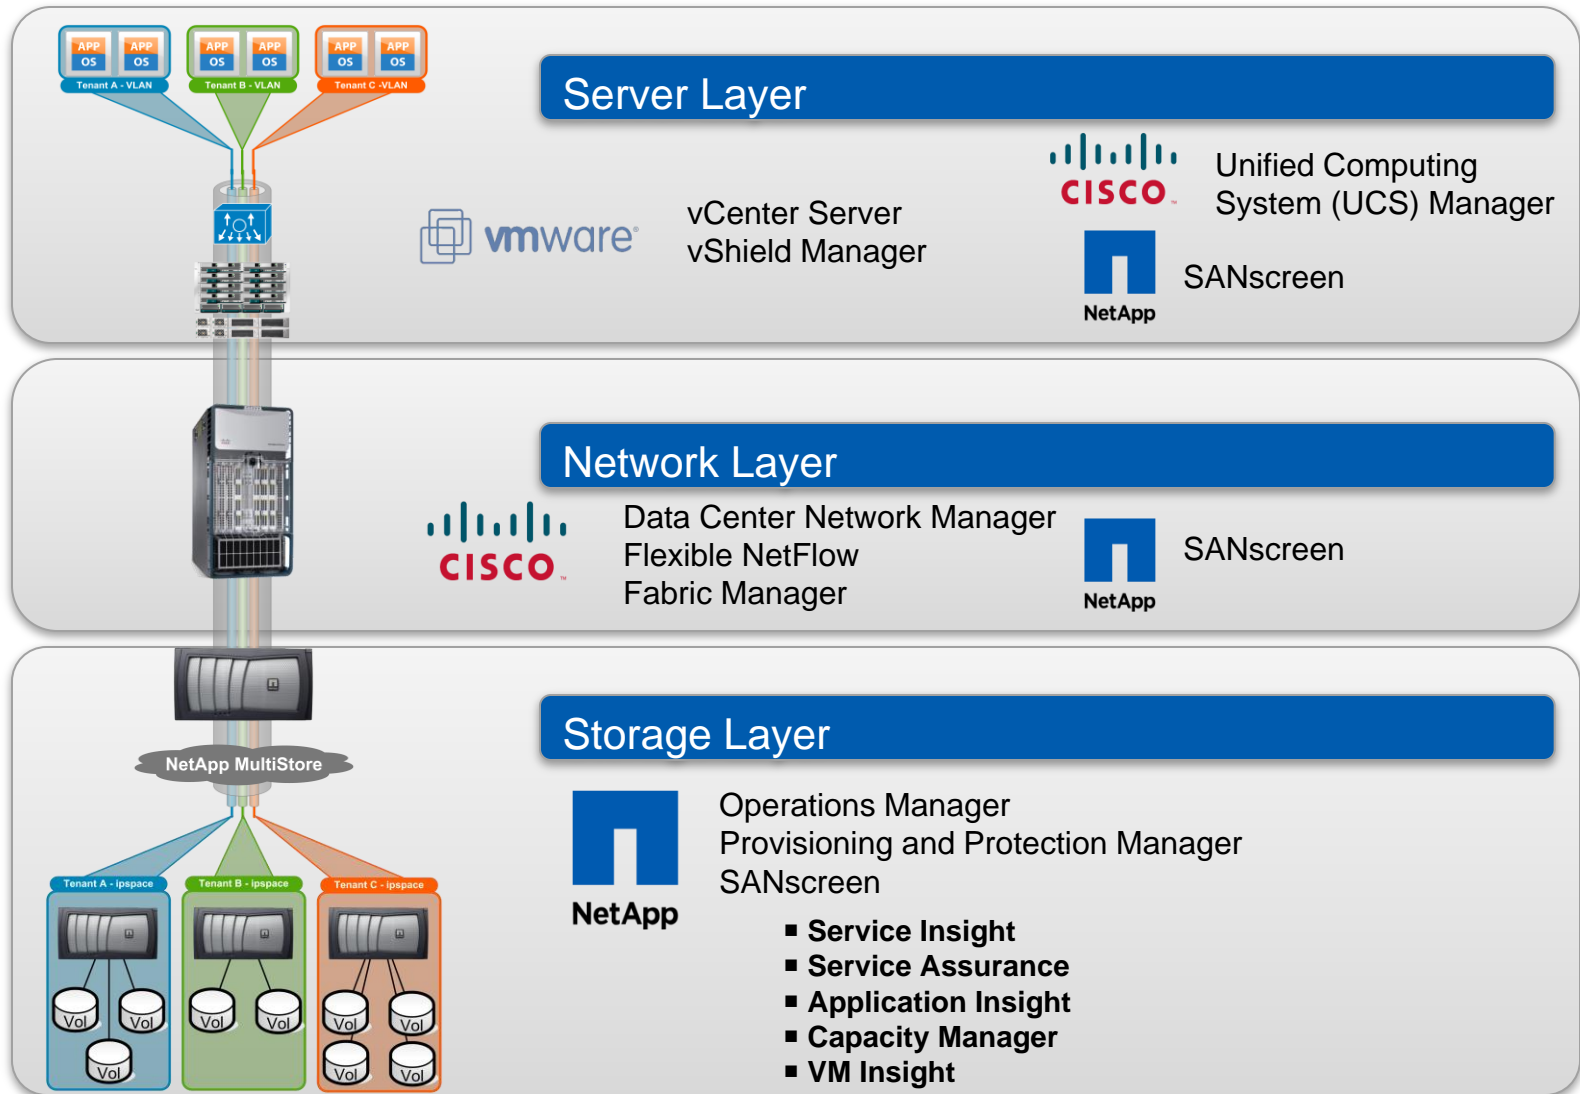 APP APP APP APP APP APP
OS OS OS OS OS OS
Tenant A - VLAN Tenant B - VLAN Tenant C -VLAN
Server Layer
vmware®
vCenter Server
vShield Manager
CISCO™
Unified Computing
System (UCS) Manager
NetApp
SANscreen
Network Layer
CISCO™
Data Center Network Manager
Flexible NetFlow
Fabric Manager
NetApp
SANscreen
Storage Layer
NetApp MultiStore
NetApp
Operations Manager
Provisioning and Protection Manager
SANscreen
▪ Service Insight
▪ Service Assurance
▪ Application Insight
▪ Capacity Manager
▪ VM Insight
Tenant A - ipspace Tenant B - ipspace Tenant C - ipspace
Vol Vol Vol Vol Vol Vol
Vol Vol Vol